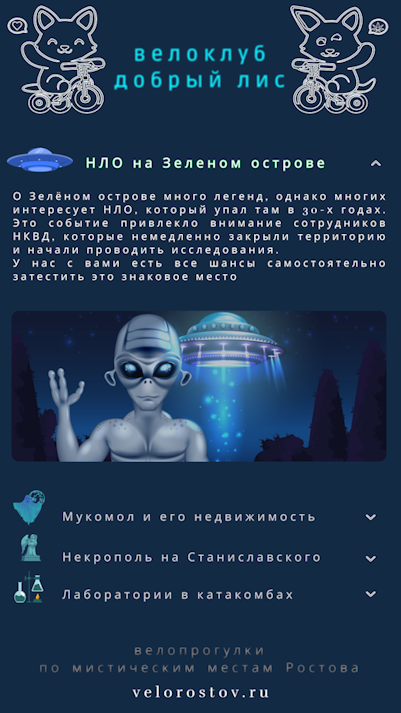 велоклуб
добрый лис
НЛО на Зеленом острове
О Зелёном острове много легенд, однако многих
интересует НЛО, который упал там в 30-х годах.
Это событие привлекло внимание сотрудников
НКВД, которые немедленно закрыли территорию
и начали проводить исследования.
У нас с вами есть все шансы самостоятельно
затестить это знаковое место
Мукомол и его недвижимость
Некрополь на Станиславского
Лаборатории в катакомбах
велопрогулки
по мистическим местам Ростова
velorostov.ru